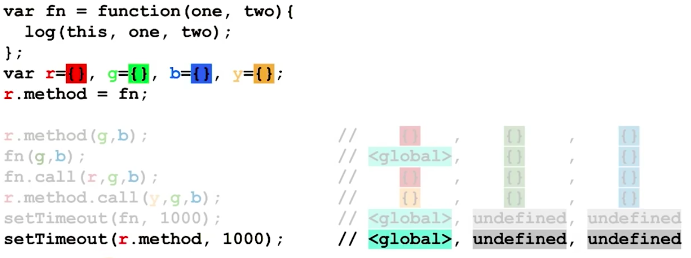 var fn = function(one, two){
  log(this, one, two);
};
var r={}, g={}, b={}, y={};
r.method = fn;

r.method(g,b); // {} , {} , {}
fn(g,b); // <global>, {} , {}
fn.call(r,g,b); // {} , {} , {}
r.method.call(y,g,b); // {} , {} , {}
setTimeout(fn, 1000); // <global>, undefined, undefined
setTimeout(r.method, 1000); // <global>, undefined, undefined